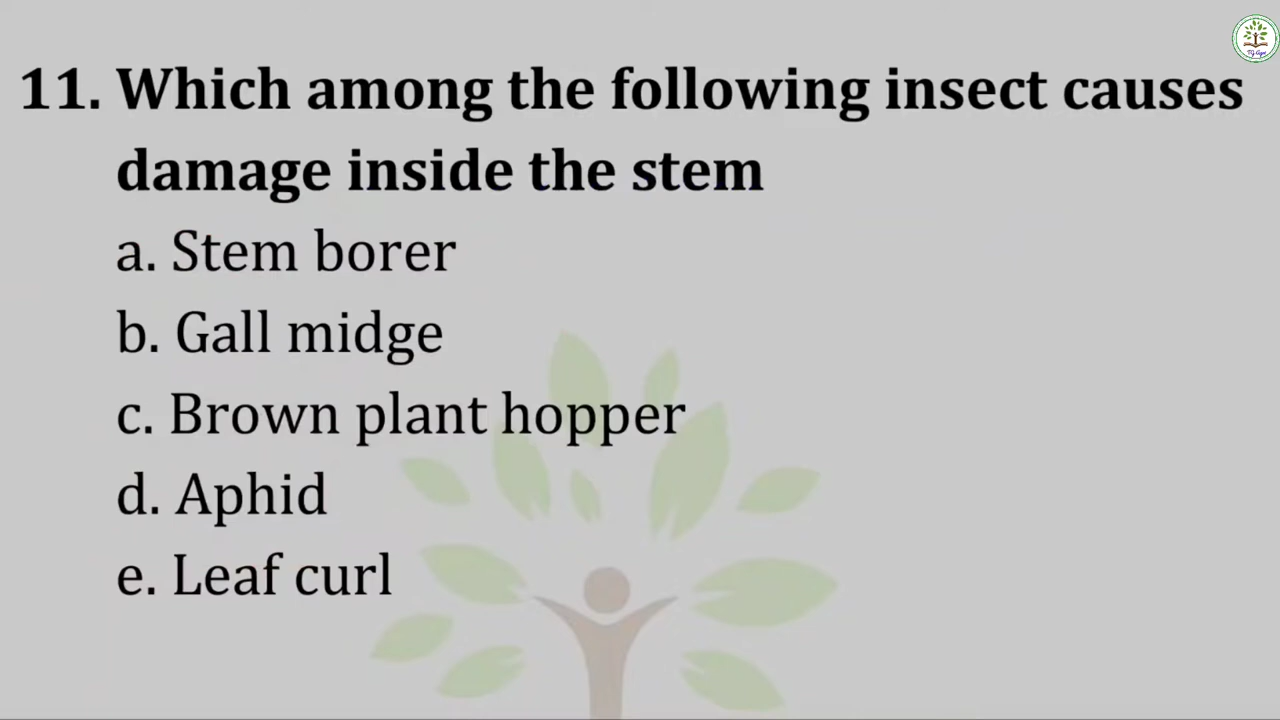 11. Which among the following insect causes
damage inside the stem
a. Stem borer
b. Gall midge
c. Brown plant hopper
d. Aphid
e. Leaf curl